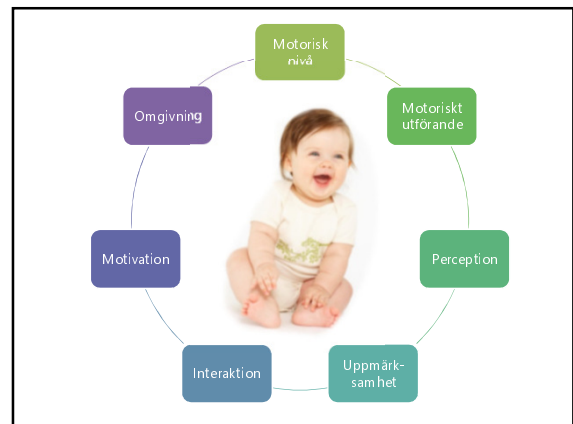 Motorisk
nivå
Motoriskt
utförande
Perception
Uppmärk-
samhet
Interaktion
Motivation
Omgivning